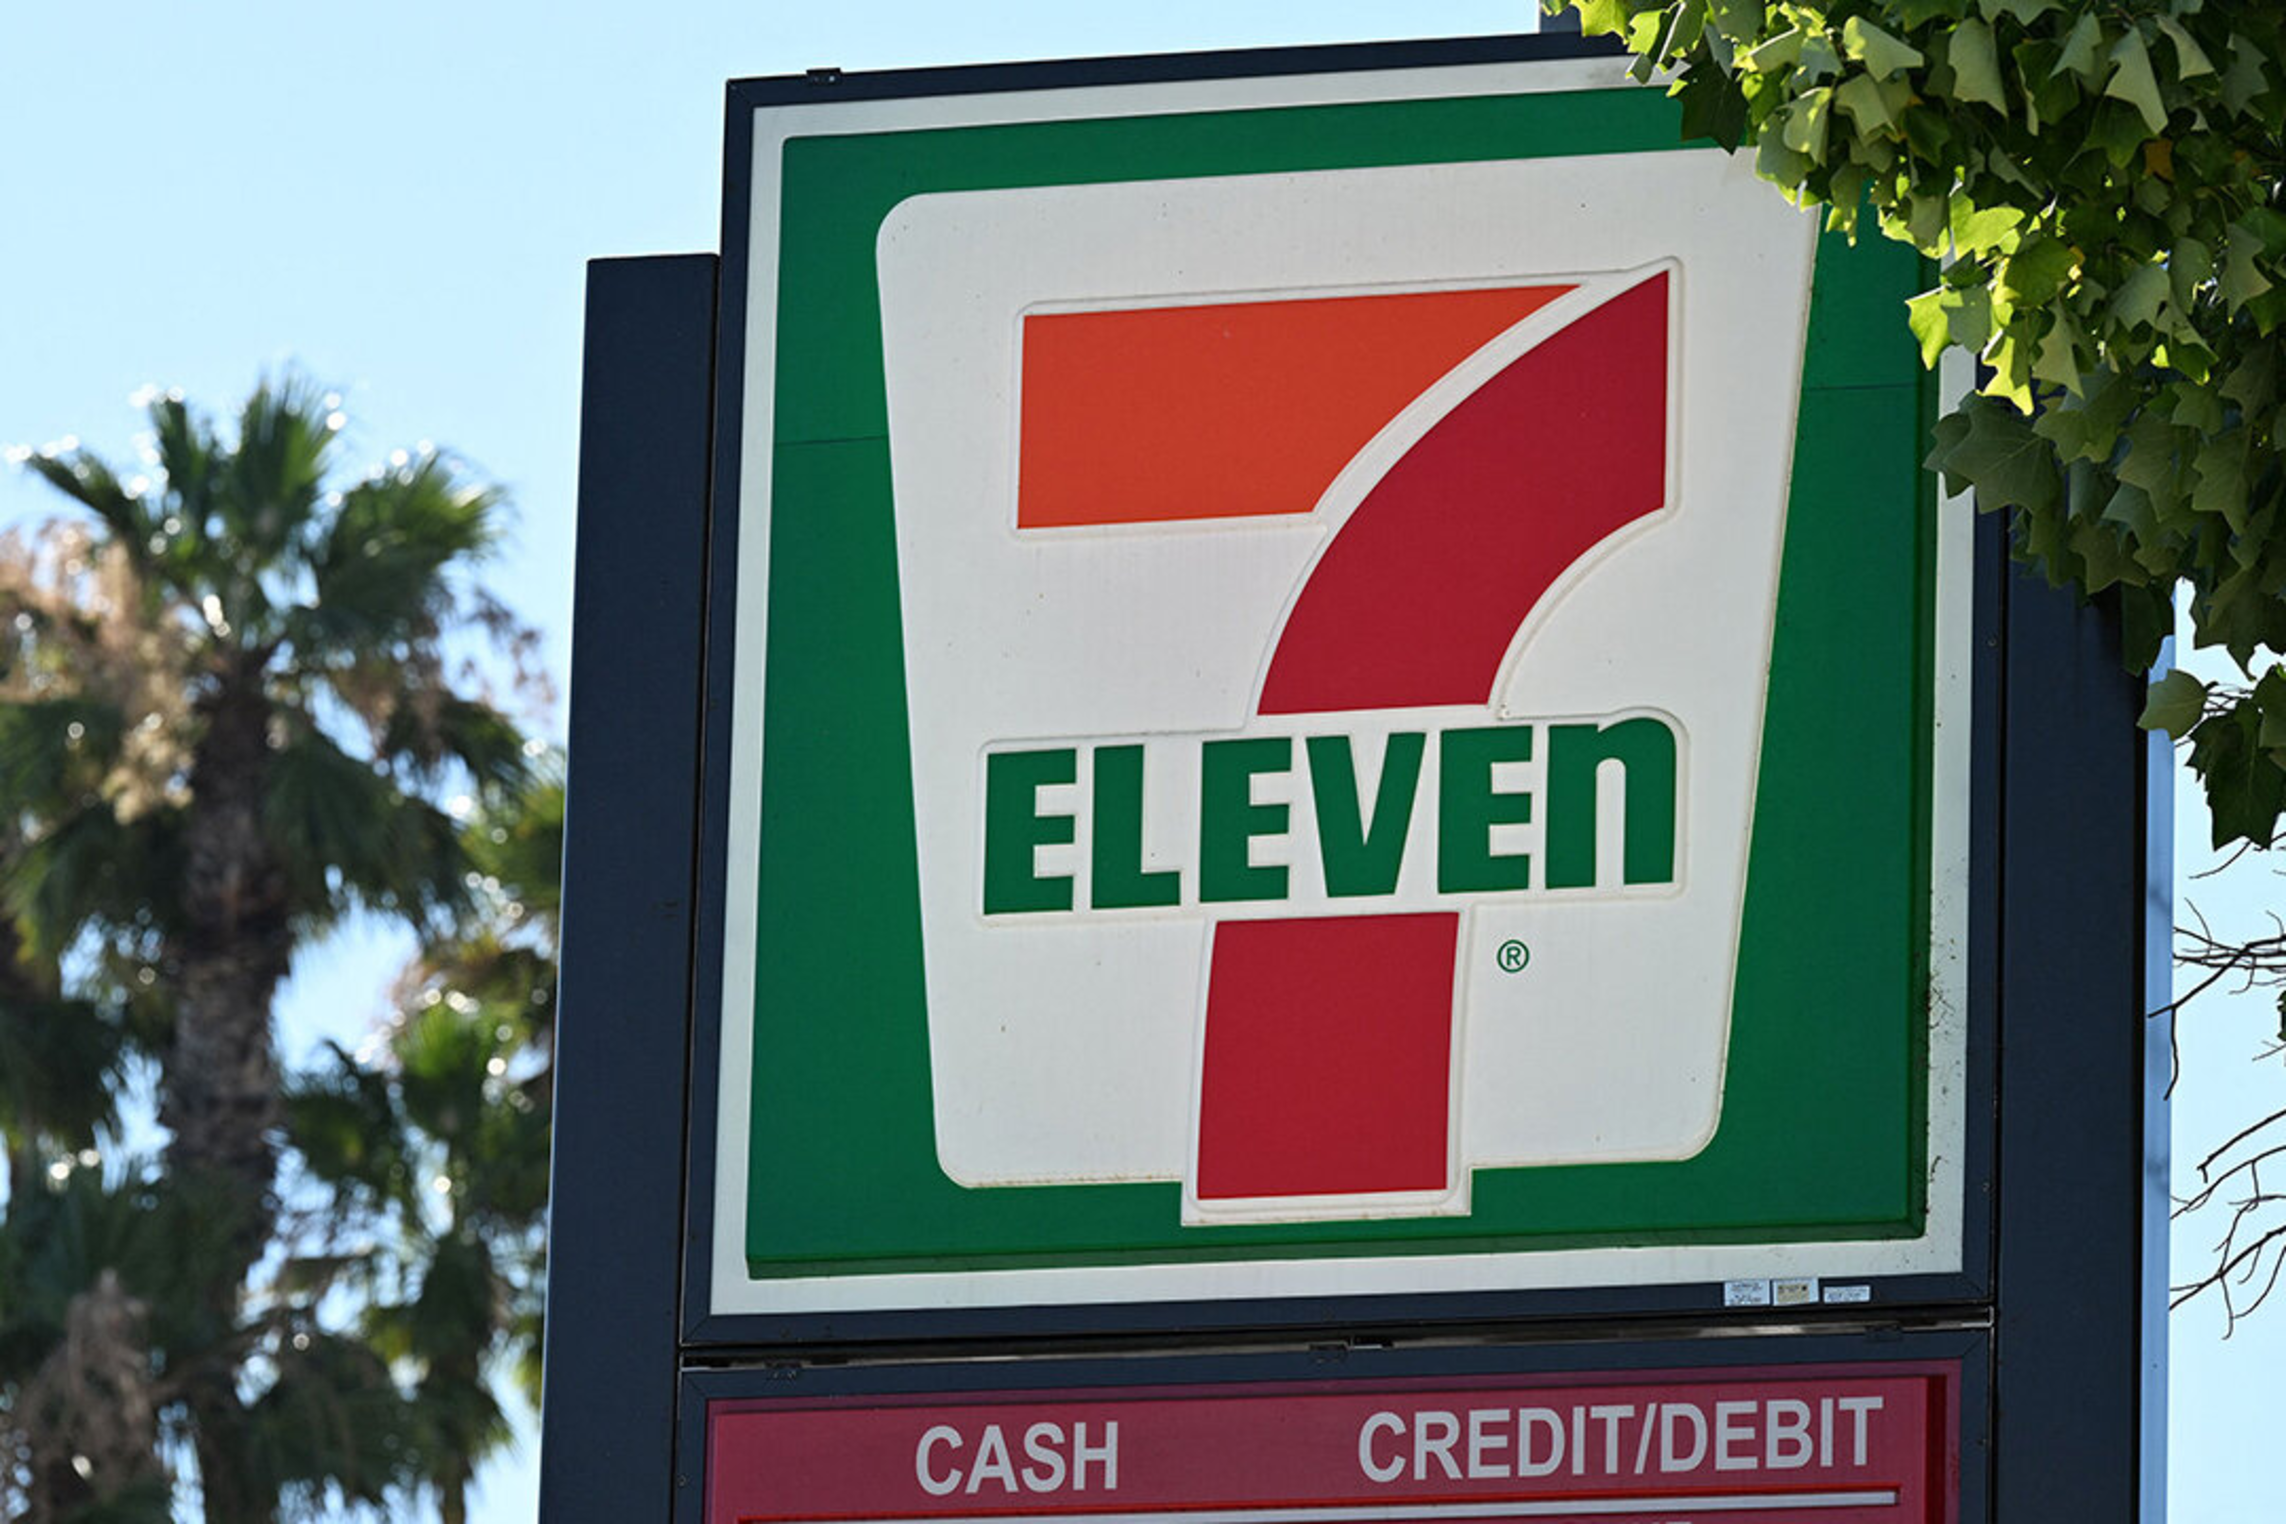 7
ELEVEn
®
CASH CREDIT/DEBIT